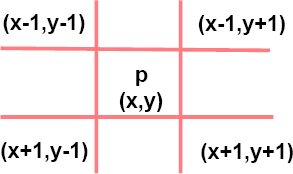 (x-1,y-1) (x-1,y+1)
p
(x,y)
(x+1,y-1) (x+1,y+1)